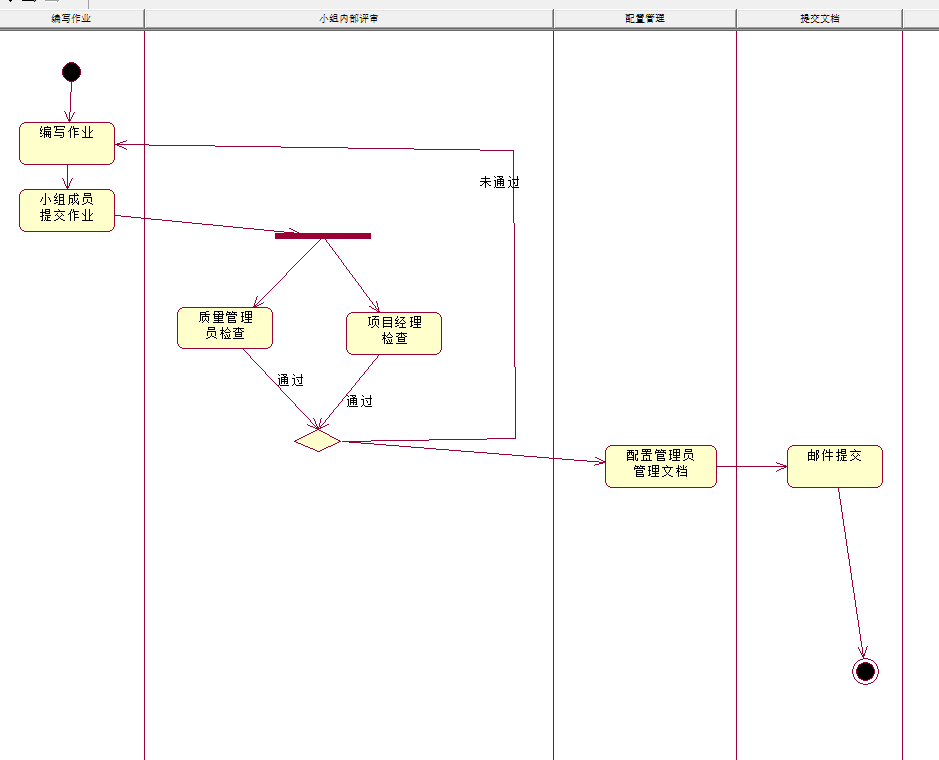 编写作业
小组内部评审
配置管理
提交文档
编写作业
未通过
小组成员
提交作业
质量管理
员检查
项目经理
检查
通过
通过
配置管理员
管理文档
邮件提交